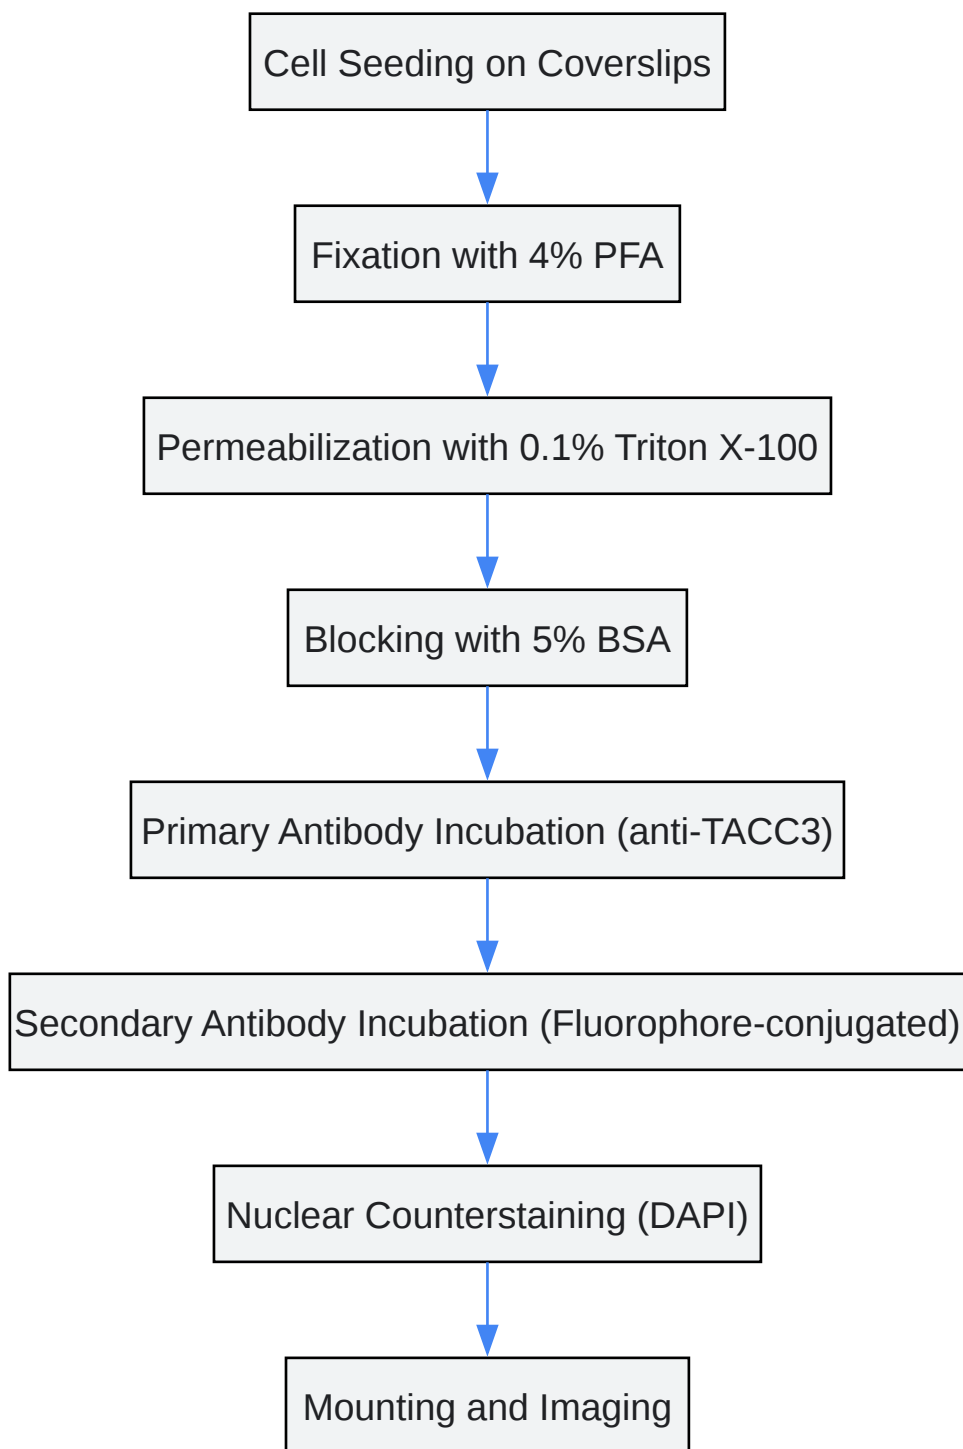 Cell Seeding on Coverslips
Fixation with 4% PFA
Permeabilization with 0.1% Triton X-100
Blocking with 5% BSA
Primary Antibody Incubation (anti-TACC3)
Secondary Antibody Incubation (Fluorophore-conjugated)
Nuclear Counterstaining (DAPI)
Mounting and Imaging